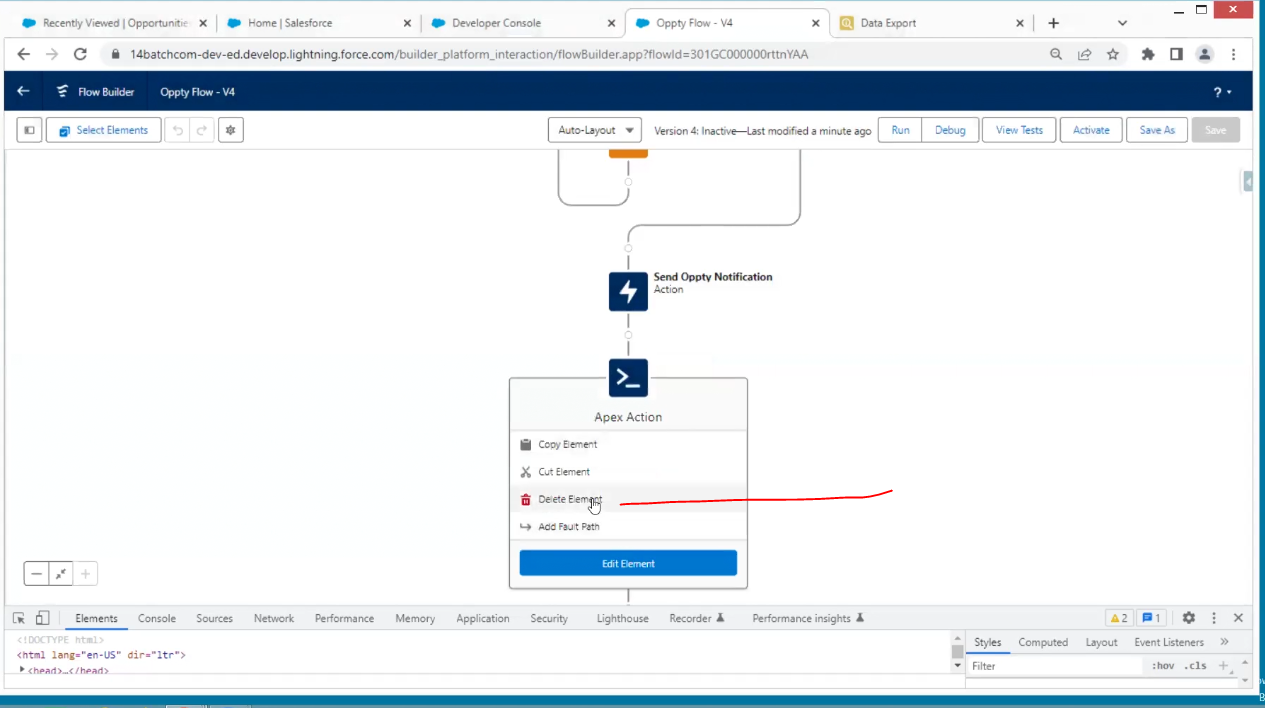 Recently Viewed | Opportunitie
Home | Salesforce
Developer Console
Oppty Flow - V4
Data Export
14batchcom-dev-ed.develop.lightning.force.com/builder_platform_interaction/flowBuilder.app?flowId=301GC000000rttnYAA
Flow Builder
Oppty Flow - V4
?
Select Elements
Auto-Layout
Version 4: Inactive—Last modified a minute ago
Run
Debug
View Tests
Activate
Save As
Save
Send Oppty Notification
Action
Apex Action
Copy Element
Cut Element
Delete Element
Add Fault Path
Edit Element
Elements
Console
Sources
Network
Performance
Memory
Application
Security
Lighthouse
Recorder
Performance insights
2
1
<!DOCTYPE html>
<html lang="en-US" dir="ltr">
<head>…</head>
Styles
Computed
Layout
Event Listeners
»
Filter
:hov
.cls